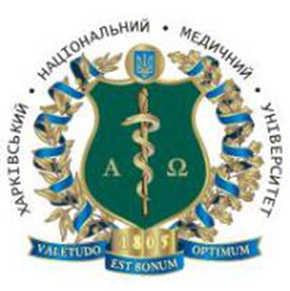 ХАРКІВСЬКИЙ • НАЦІОНАЛЬНИЙ • МЕДИЧНИЙ • УНІВЕРСИТЕТ
Α Ω
1805
VALETUDO EST BONUM OPTIMUM